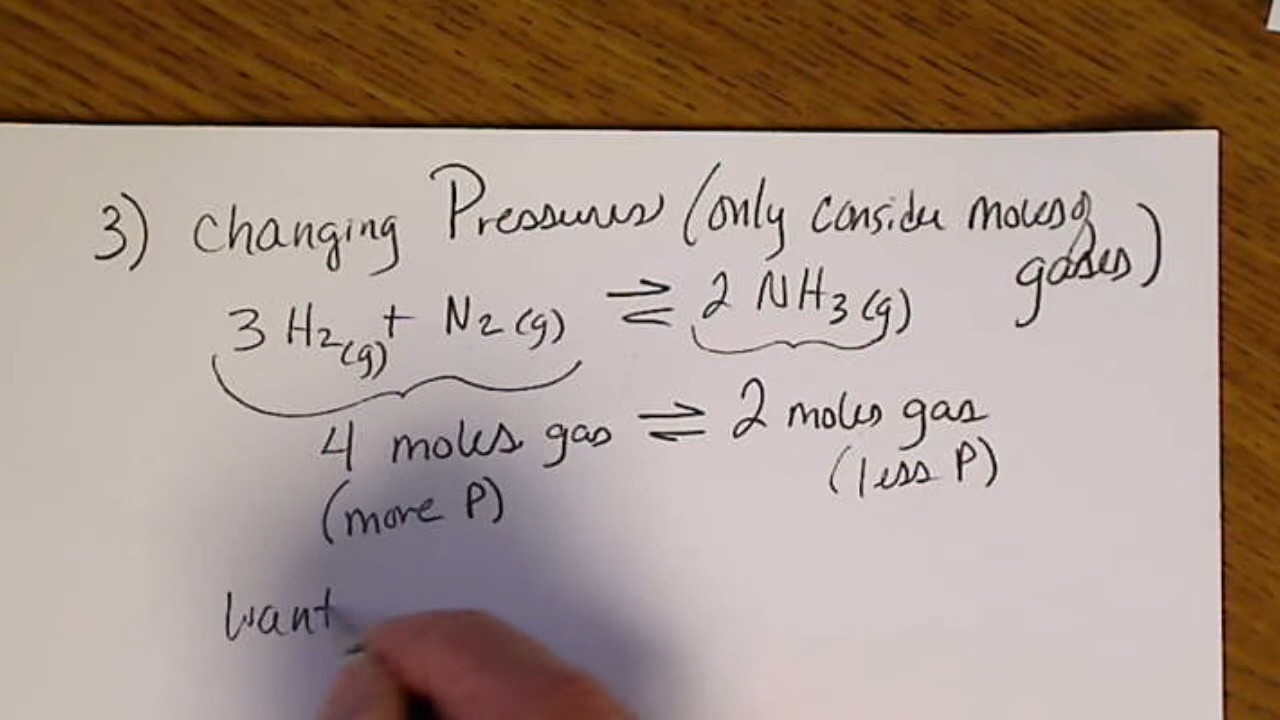 3) Changing Pressures (only consider moles of gases)
3 H2(g) + N2(g) ⇌ 2 NH3(g)
4 moles gas ⇌ 2 moles gas
(more P) (less P)
want